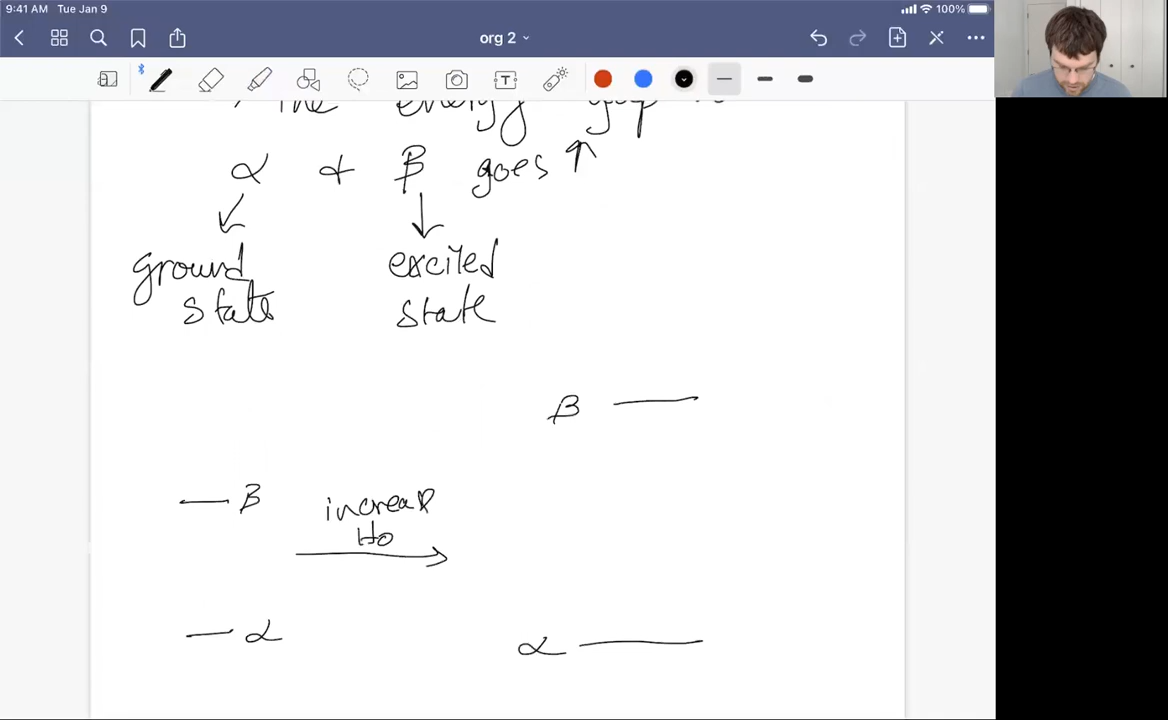 9:41 AM Tue Jan 9
100%
org 2
T
the energy gap
α + β goes ↑
ground state
excited state
β
β
increase
Ho
α
α